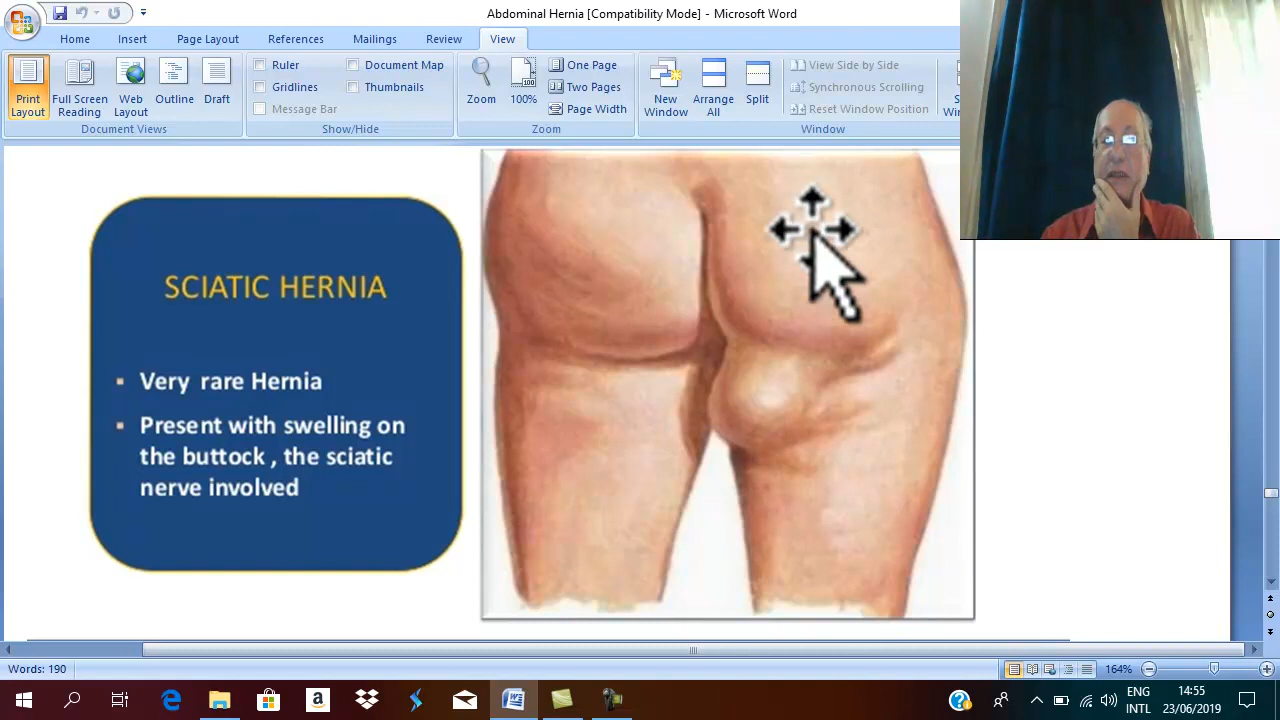 Abdominal Hernia [Compatibility Mode] - Microsoft Word
Home Insert Page Layout References Mailings Review View
Print Layout
Full Screen Reading
Web Layout
Outline
Draft
Document Views
Ruler
Gridlines
Message Bar
Document Map
Thumbnails
Show/Hide
Zoom
100
100%
One Page
Two Pages
Page Width
Zoom
New Window
Arrange All
Split
View Side by Side
Synchronous Scrolling
Reset Window Position
Window
SCIATIC HERNIA
Very rare Hernia
Present with swelling on
the buttock , the sciatic
nerve involved
Words: 190
164%
ENG
INTL
14:55
23/06/2019